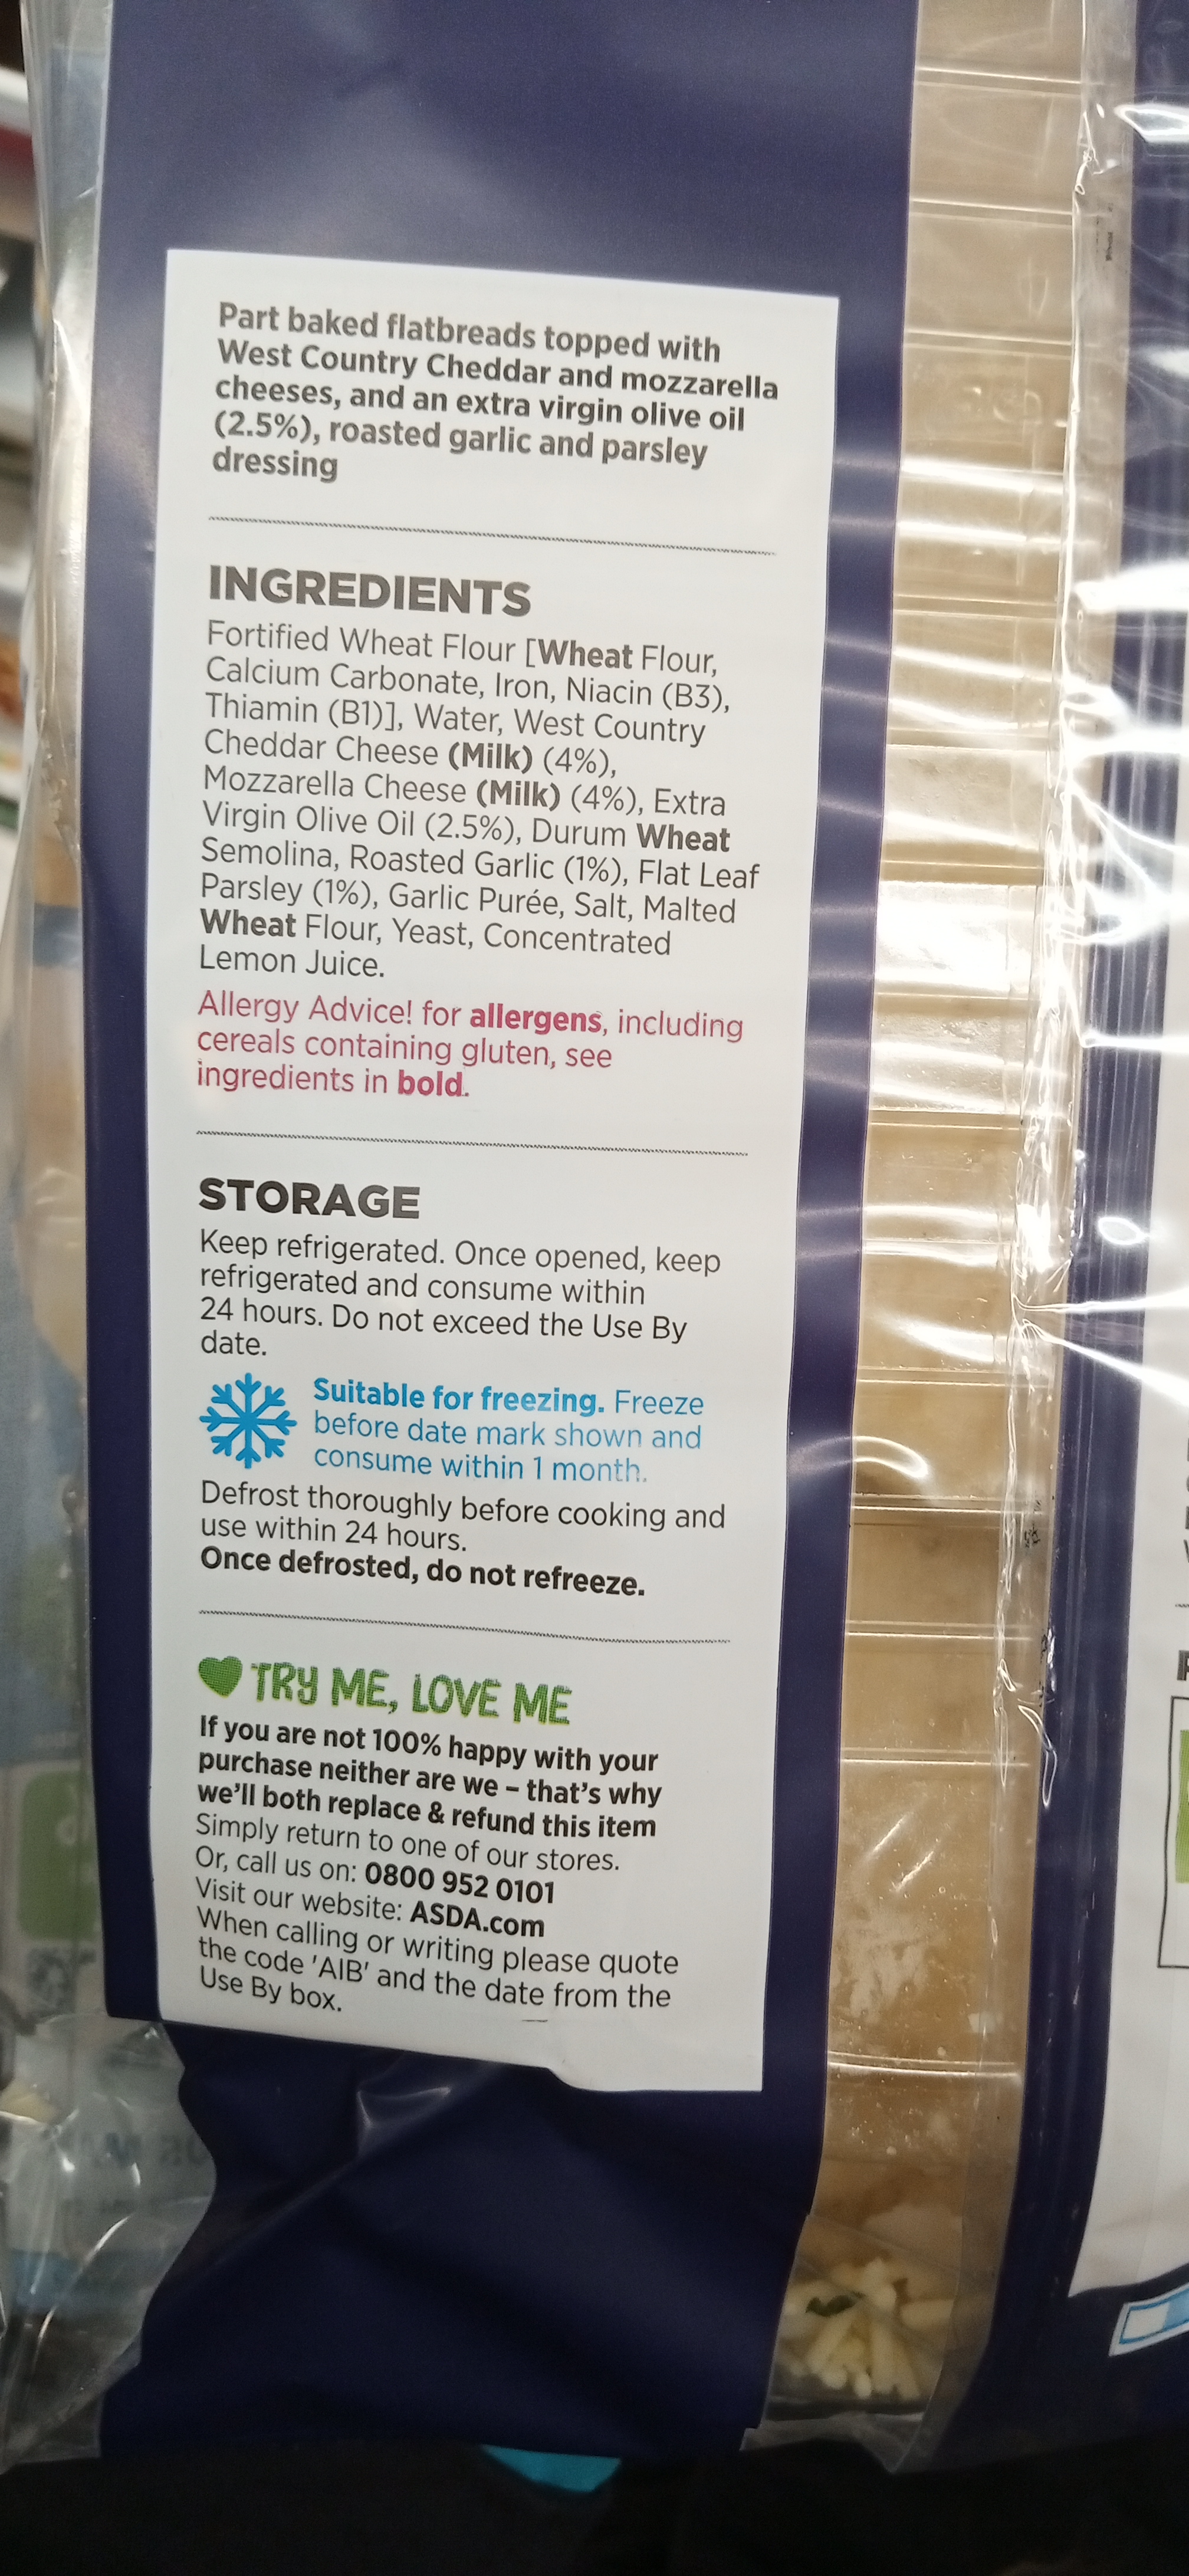 Part baked flatbreads topped with
West Country Cheddar and mozzarella
cheeses, and an extra virgin olive oil
(2.5%), roasted garlic and parsley
dressing
INGREDIENTS
Fortified Wheat Flour [Wheat Flour,
Calcium Carbonate, Iron, Niacin (B3),
Thiamin (B1)], Water, West Country
Cheddar Cheese (Milk) (4%),
Mozzarella Cheese (Milk) (4%), Extra
Virgin Olive Oil (2.5%), Durum Wheat
Semolina, Roasted Garlic (1%), Flat Leaf
Parsley (1%), Garlic Purée, Salt, Malted
Wheat Flour, Yeast, Concentrated
Lemon Juice.
Allergy Advice! for allergens, including
cereals containing gluten, see
ingredients in bold.
STORAGE
Keep refrigerated. Once opened, keep
refrigerated and consume within
24 hours. Do not exceed the Use By
date.
Suitable for freezing. Freeze
before date mark shown and
consume within 1 month.
Defrost thoroughly before cooking and
use within 24 hours.
Once defrosted, do not refreeze.
TRY ME, LOVE ME
If you are not 100% happy with your
purchase neither are we – that's why
we'll both replace & refund this item
Simply return to one of our stores.
Or, call us on: 0800 952 0101
Visit our website: ASDA.com
When calling or writing please quote
the code 'AIB' and the date from the
Use By box.